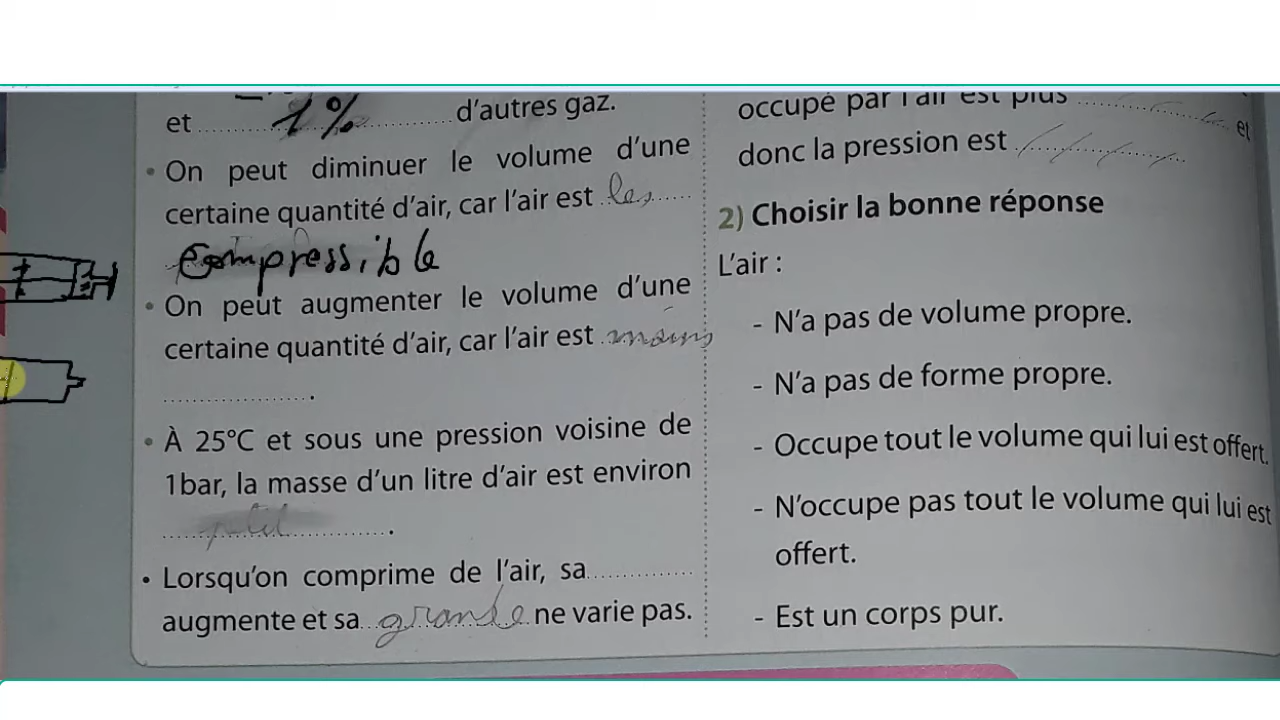 et 1% d'autres gaz.
• On peut diminuer le volume d'une
certaine quantité d'air, car l'air est les
Compressible
• On peut augmenter le volume d'une
certaine quantité d'air, car l'air est moins
.
• À 25°C et sous une pression voisine de
1bar, la masse d'un litre d'air est environ
.
• Lorsqu'on comprime de l'air, sa
augmente et sa grande ne varie pas.
occupé par l'air est plus
et
donc la pression est
2) Choisir la bonne réponse
L'air :
- N'a pas de volume propre.
- N'a pas de forme propre.
- Occupe tout le volume qui lui est offert.
- N'occupe pas tout le volume qui lui est
offert.
- Est un corps pur.